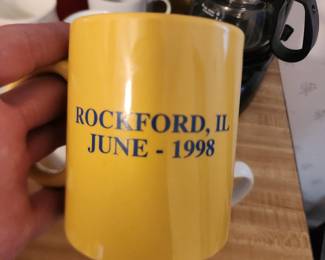 ROCKFORD, IL
JUNE - 1998